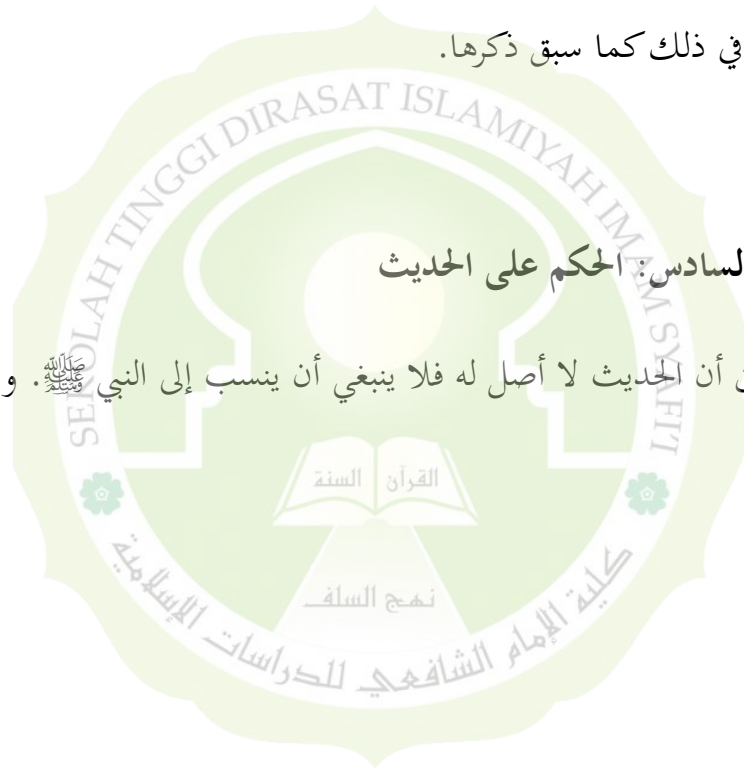 في ذلك كما سبق ذكرها.
SEKOLAH TINGGI DIRASAT ISLAMIYAH IMAM SYAFI'I
السادس: الحكم على الحديث
أن الحديث لا أصل له فلا ينبغي أن ينسب إلى النبي ﷺ. و
القرآن السنة
نهج السلف
كلية الإمام الشافعي للدراسات الإسلامية